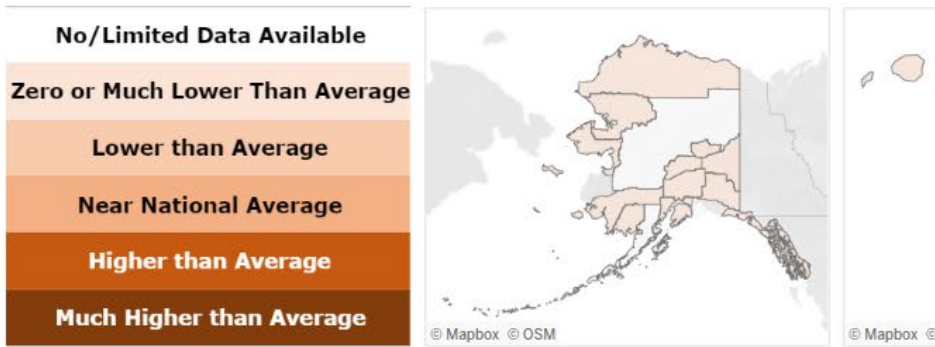 No/Limited Data Available
Zero or Much Lower Than Average
Lower than Average
Near National Average
Higher than Average
Much Higher than Average
© Mapbox © OSM
© Mapbox ©